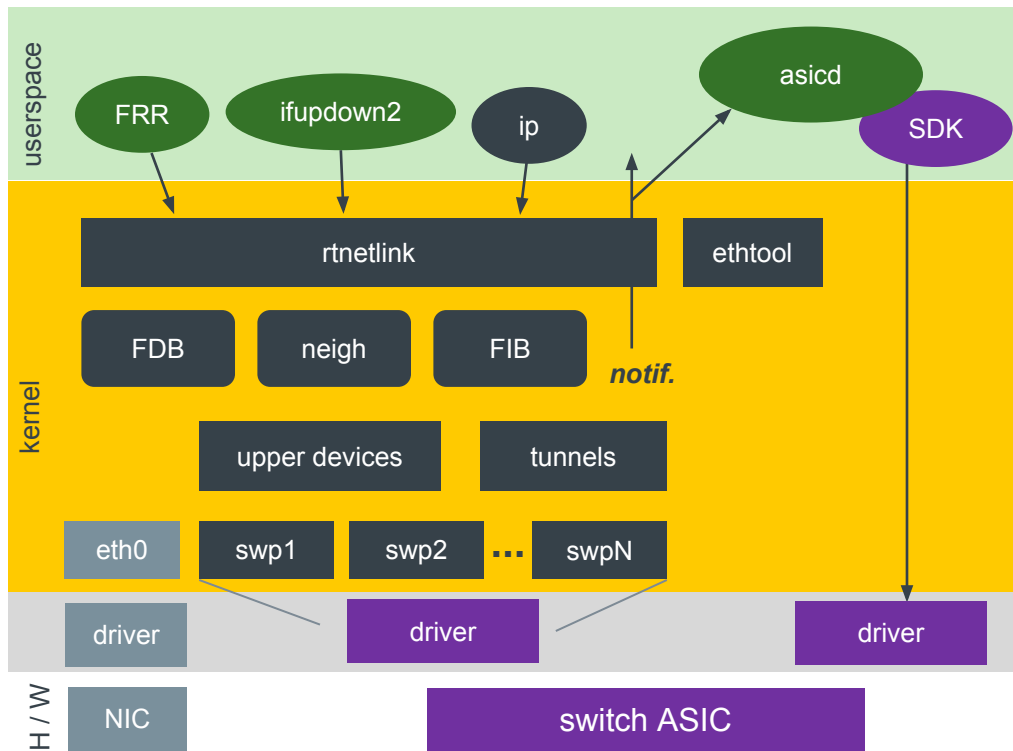 userspace
FRR
ifupdown2
ip
asicd
SDK
kernel
rtnetlink
ethtool
FDB
neigh
FIB
notif.
upper devices
tunnels
eth0
swp1
swp2
...
swpN
driver
driver
driver
H / W
NIC
switch ASIC